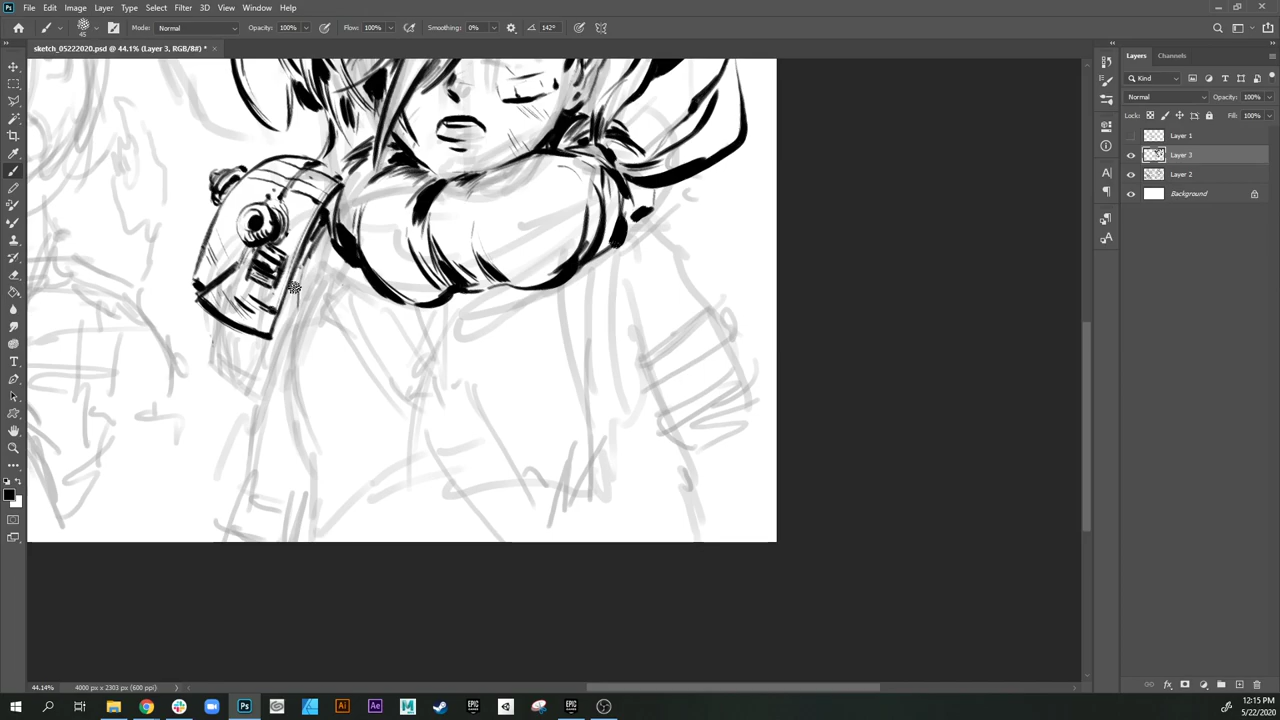 File Edit Image Layer Type Select Filter 3D View Window Help
45 Mode: Normal Opacity: 100% Flow: 100% Smoothing: 0% 142°
sketch_05222020.psd @ 44.1% (Layer 3, RGB/8#) *
Layers Channels
Kind
Normal Opacity: 100%
Lock: Fill: 100%
Layer 1
Layer 3
Layer 2
Background
44.14% 4000 px x 2303 px (600 ppi)
12:15 PM
5/22/2020